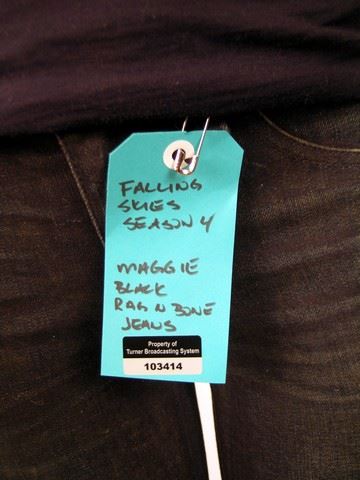 FALLING
SKIES
SEASON 4
MAGGIE
BLACK
RAG N BONE
JEANS
Property of
Turner Broadcasting System
103414